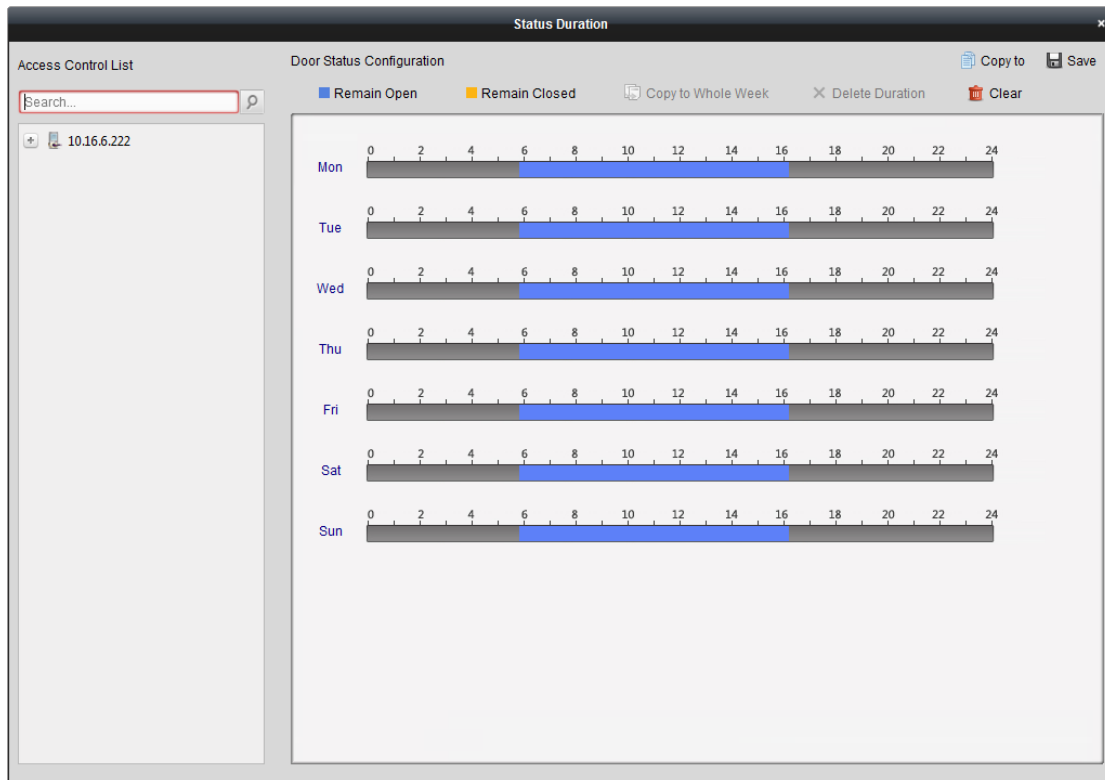 Status Duration ×
Access Control List
Door Status Configuration
Copy to
Save
Search...
Remain Open
Remain Closed
Copy to Whole Week
Delete Duration
Clear
10.16.6.222
0 2 4 6 8 10 12 14 16 18 20 22 24
Mon
0 2 4 6 8 10 12 14 16 18 20 22 24
Tue
0 2 4 6 8 10 12 14 16 18 20 22 24
Wed
0 2 4 6 8 10 12 14 16 18 20 22 24
Thu
0 2 4 6 8 10 12 14 16 18 20 22 24
Fri
0 2 4 6 8 10 12 14 16 18 20 22 24
Sat
0 2 4 6 8 10 12 14 16 18 20 22 24
Sun